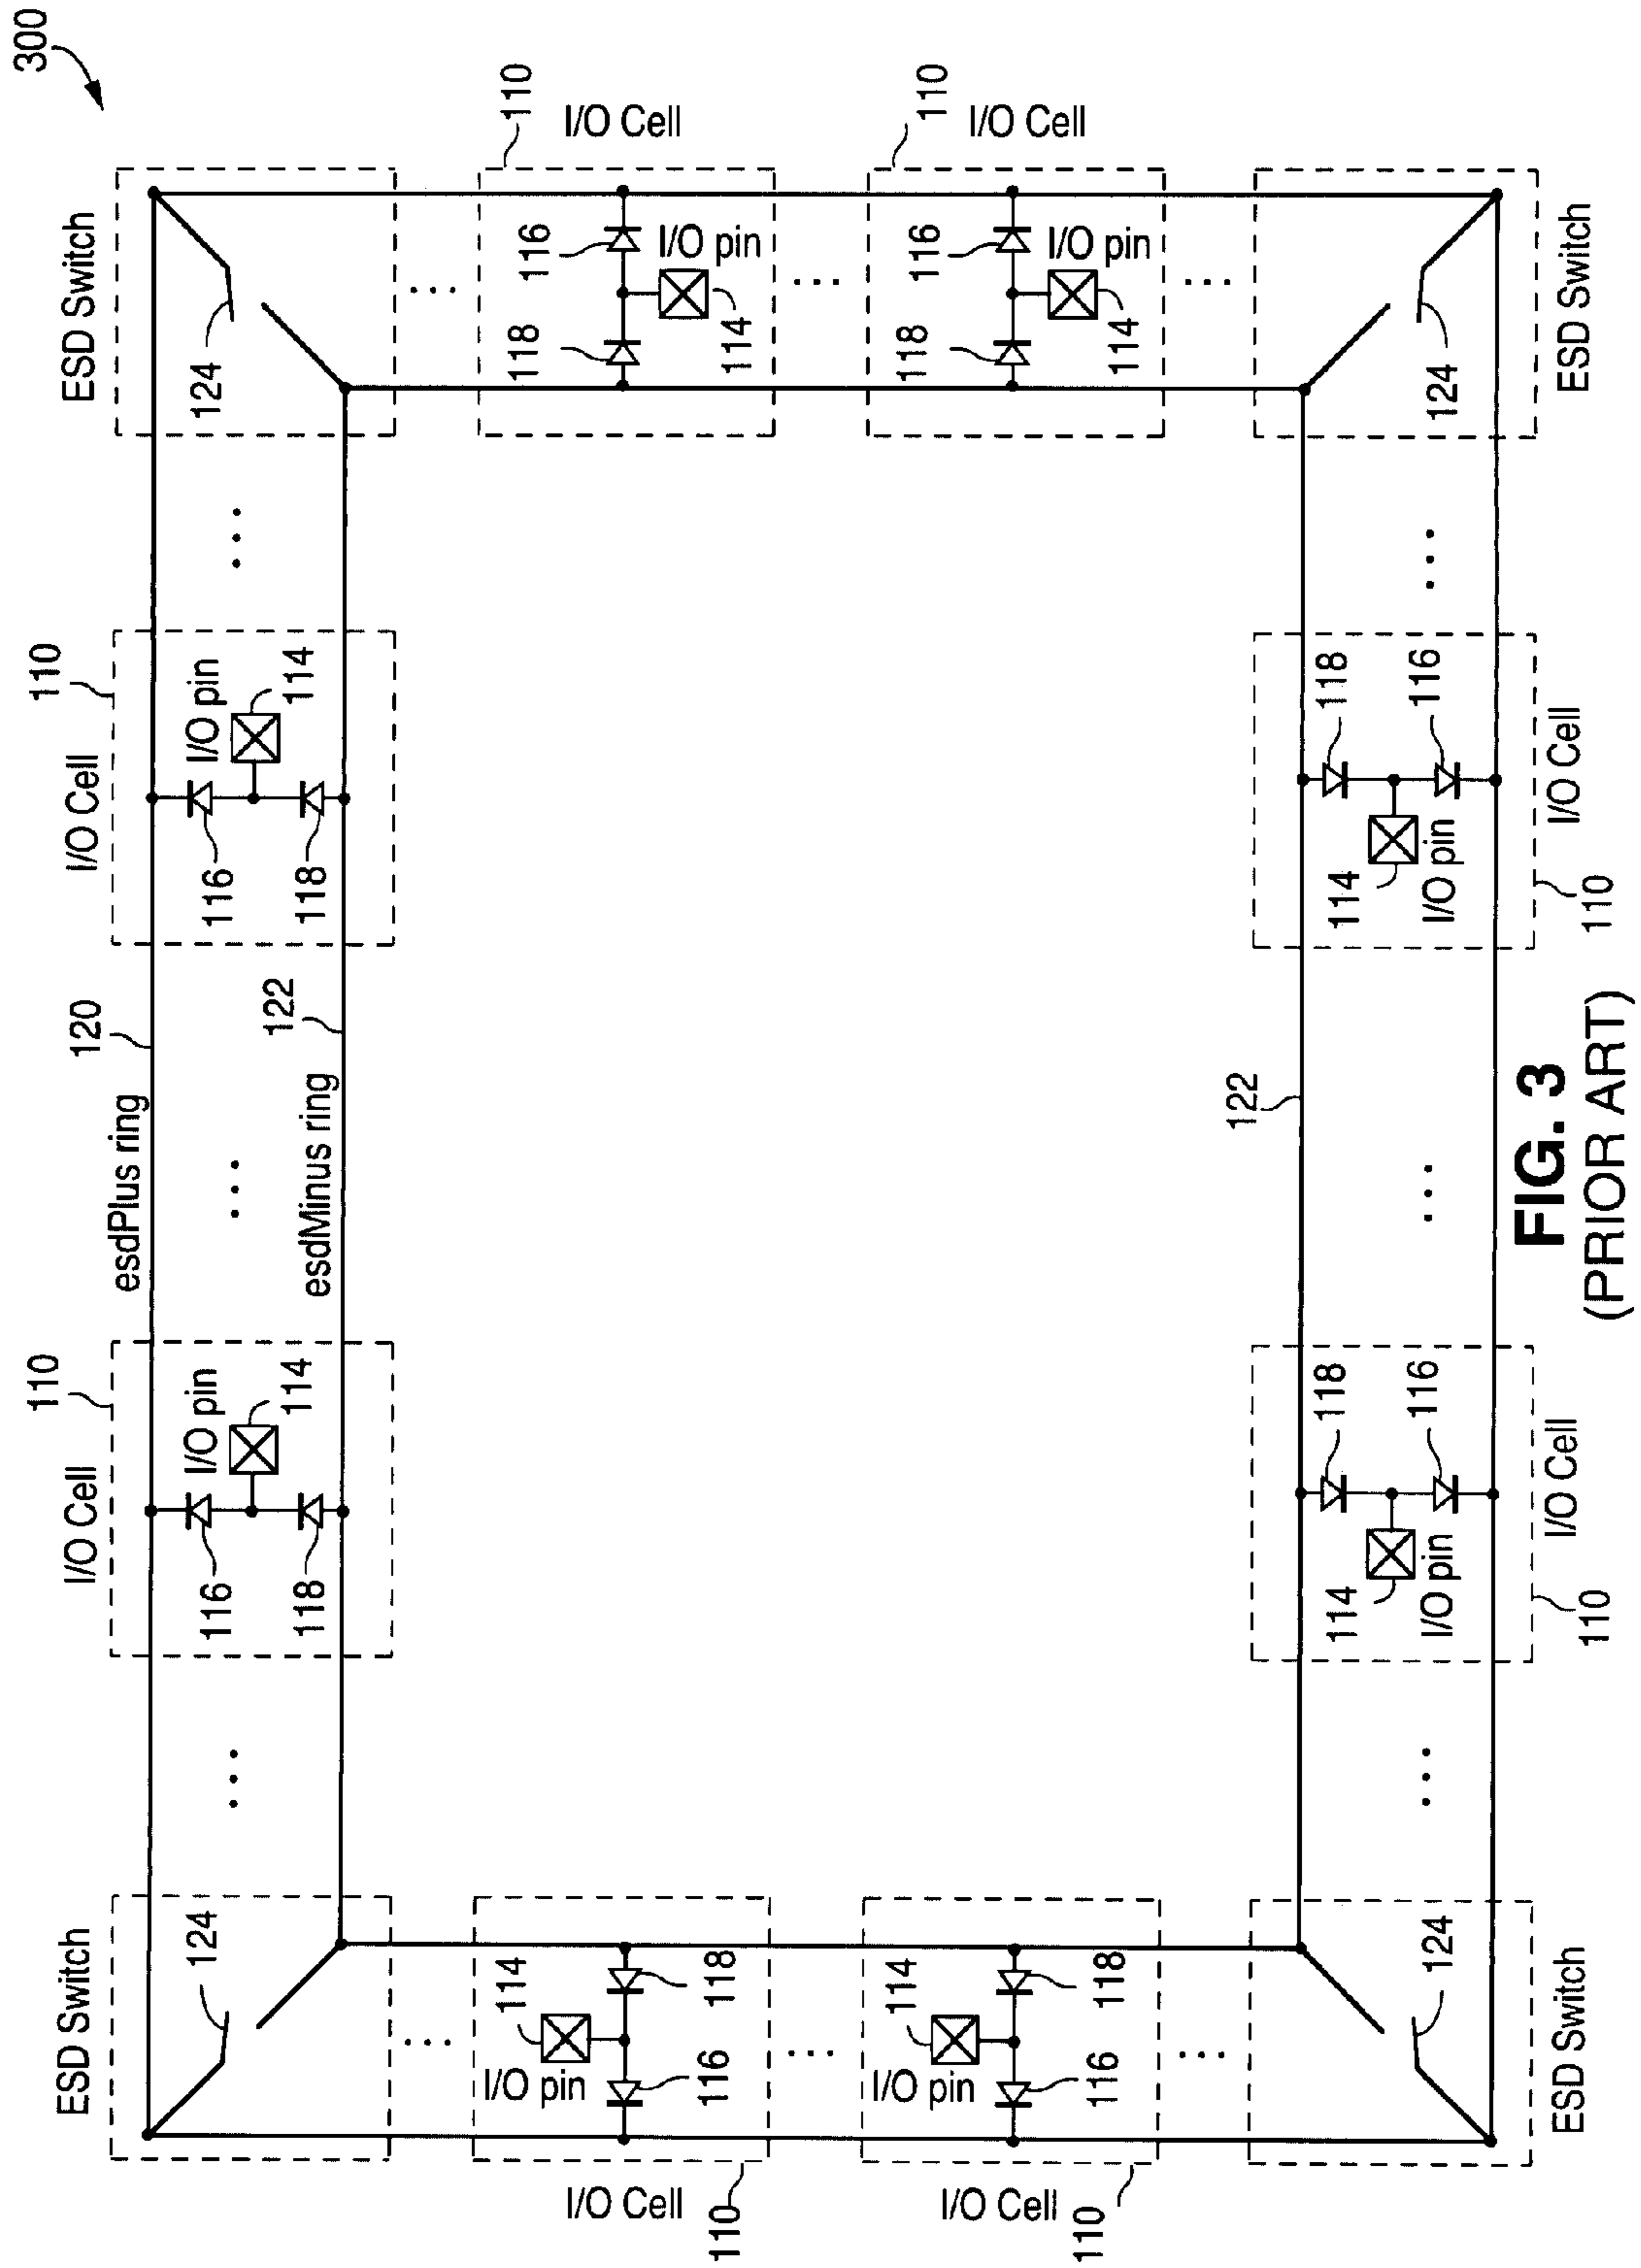 300
110
110
ESD Switch
I/O Cell
120
I/O Cell
ESD Switch
esdPlus ring
124
116
I/O pin
116
I/O pin
124
118
114
esdMinus ring
122
118
114
114
118
I/O pin
116
I/O Cell
110
110
I/O Cell
116
I/O pin
118
114
114
118
I/O pin
116
I/O Cell
110
110
I/O Cell
116
I/O pin
118
114
122
114
118
114
118
124
I/O pin
116
I/O pin
116
124
ESD Switch
I/O Cell
I/O Cell
ESD Switch
110
110
FIG. 3
(PRIOR ART)